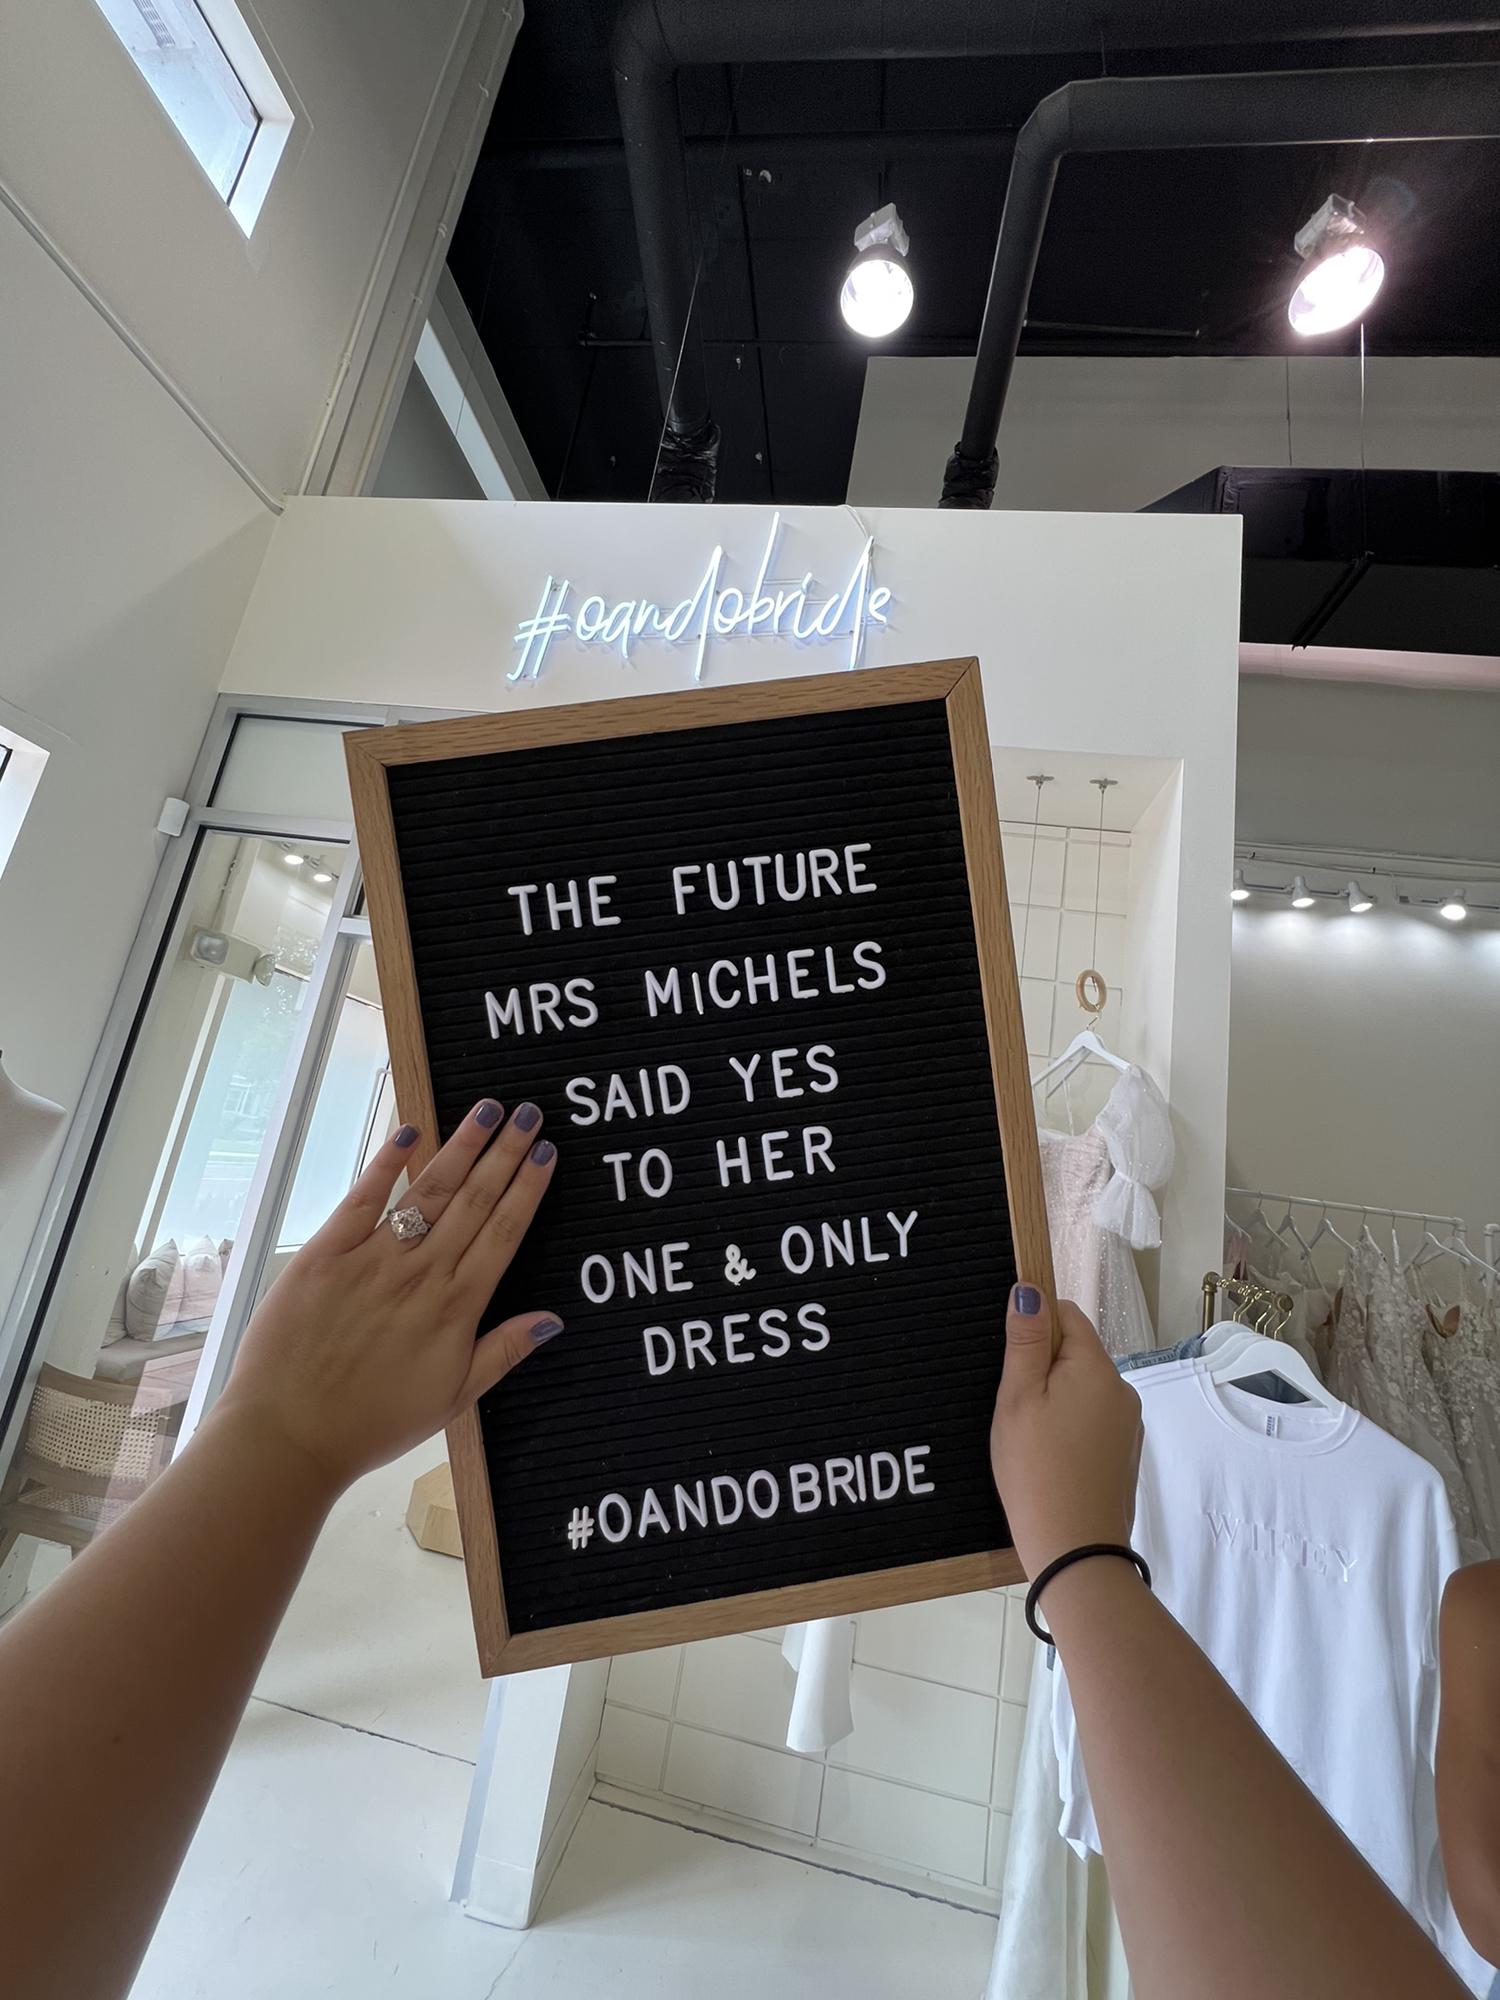 #oandobride
THE FUTURE
MRS MICHELS
SAID YES
TO HER
ONE & ONLY
DRESS
#OANDOBRIDE
WIFEY